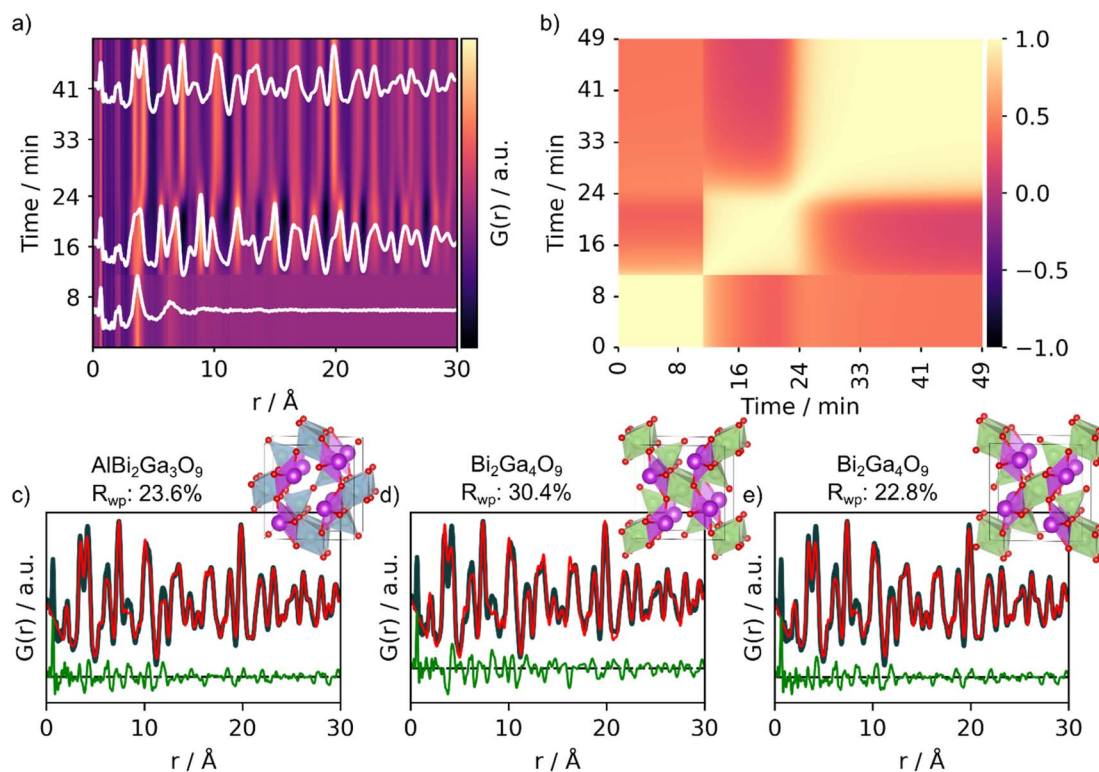 a)
41
33
24
16
8
Time / min
0
10
20
30
r / Å
G(r) / a.u.
b)
49
41
33
24
16
8
0
Time / min
0
8
16
24
33
41
49
Time / min
1.0
0.5
0.0
−0.5
−1.0
c)
AlBi₂Ga₃O₉
R_wp: 23.6%
G(r) / a.u.
0
10
20
30
r / Å
d)
Bi₂Ga₄O₉
R_wp: 30.4%
G(r) / a.u.
0
10
20
30
r / Å
e)
Bi₂Ga₄O₉
R_wp: 22.8%
G(r) / a.u.
0
10
20
30
r / Å